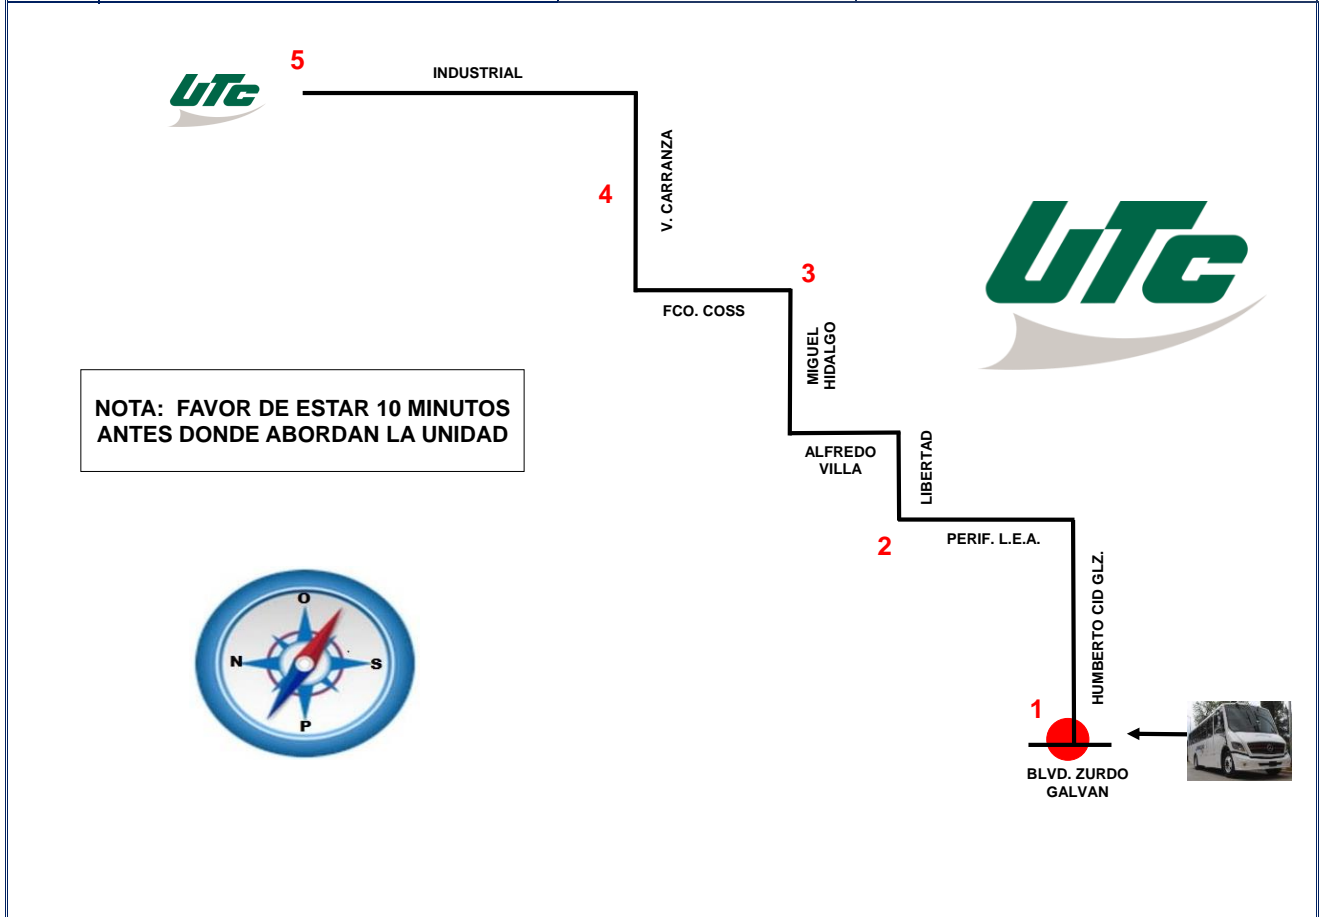 5
INDUSTRIAL
UTC
V. CARRANZA
4
UTC
3
FCO. COSS
MIGUEL
HIDALGO
NOTA:  FAVOR DE ESTAR 10 MINUTOS
ANTES DONDE ABORDAN LA UNIDAD
ALFREDO
VILLA
LIBERTAD
2
PERIF. L.E.A.
HUMBERTO CID GLZ.
O
N
S
P
1
BLVD. ZURDO
GALVAN